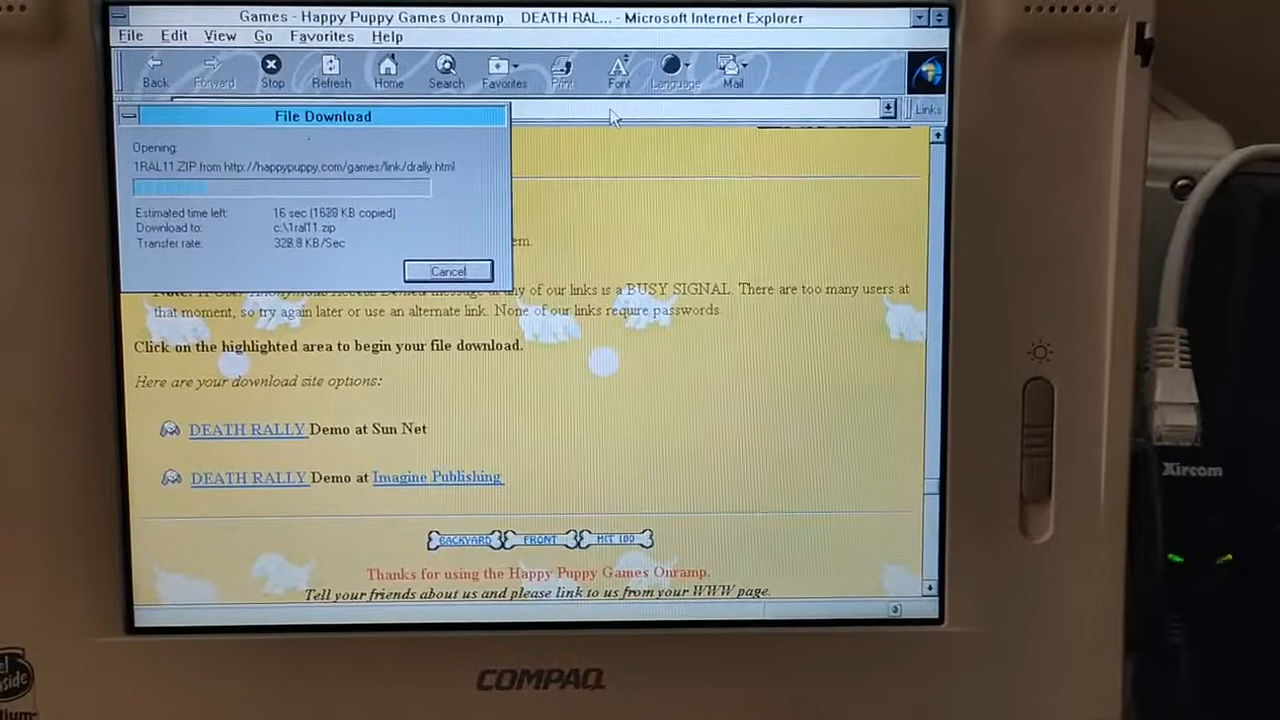 Games - Happy Puppy Games Onramp DEATH RAL... - Microsoft Internet Explorer
File Edit View Go Favorites Help
Back Forward Stop Refresh Home Search Favorites Print Font Language Mail
Links
File Download
Opening:
1RAL11.ZIP from http://happypuppy.com/games/link/drally.html
Estimated time left: 16 sec (1620 KB copied)
Download to: c:\1ral11.zip
Transfer rate: 328.8 KB/Sec
Cancel
em.
any of our links is a BUSY SIGNAL. There are too many users at
that moment, so try again later or use an alternate link. None of our links require passwords.
Click on the highlighted area to begin your file download.
Here are your download site options:
DEATH RALLY Demo at Sun Net
DEATH RALLY Demo at Imagine Publishing
BACKYARD FRONT HIT 100
Thanks for using the Happy Puppy Games Onramp.
Tell your friends about us and please link to us from your WWW page.
COMPAQ
Xircom